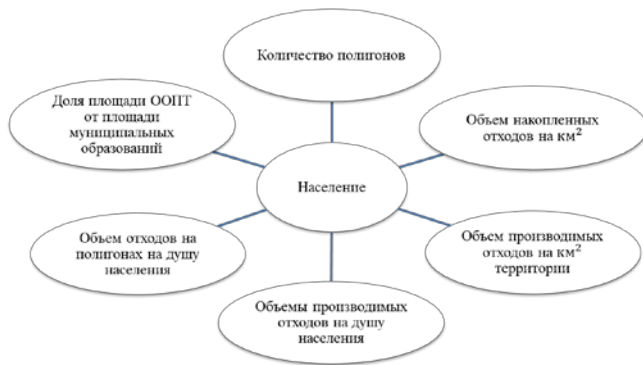 Количество полигонов
Доля площади ООПТ
от площади
муниципальных
образований
Объем накопленных
отходов на км²
Население
Объем отходов на
полигонах на душу
населения
Объем производимых
отходов на км²
территории
Объемы производимых
отходов на душу
населения